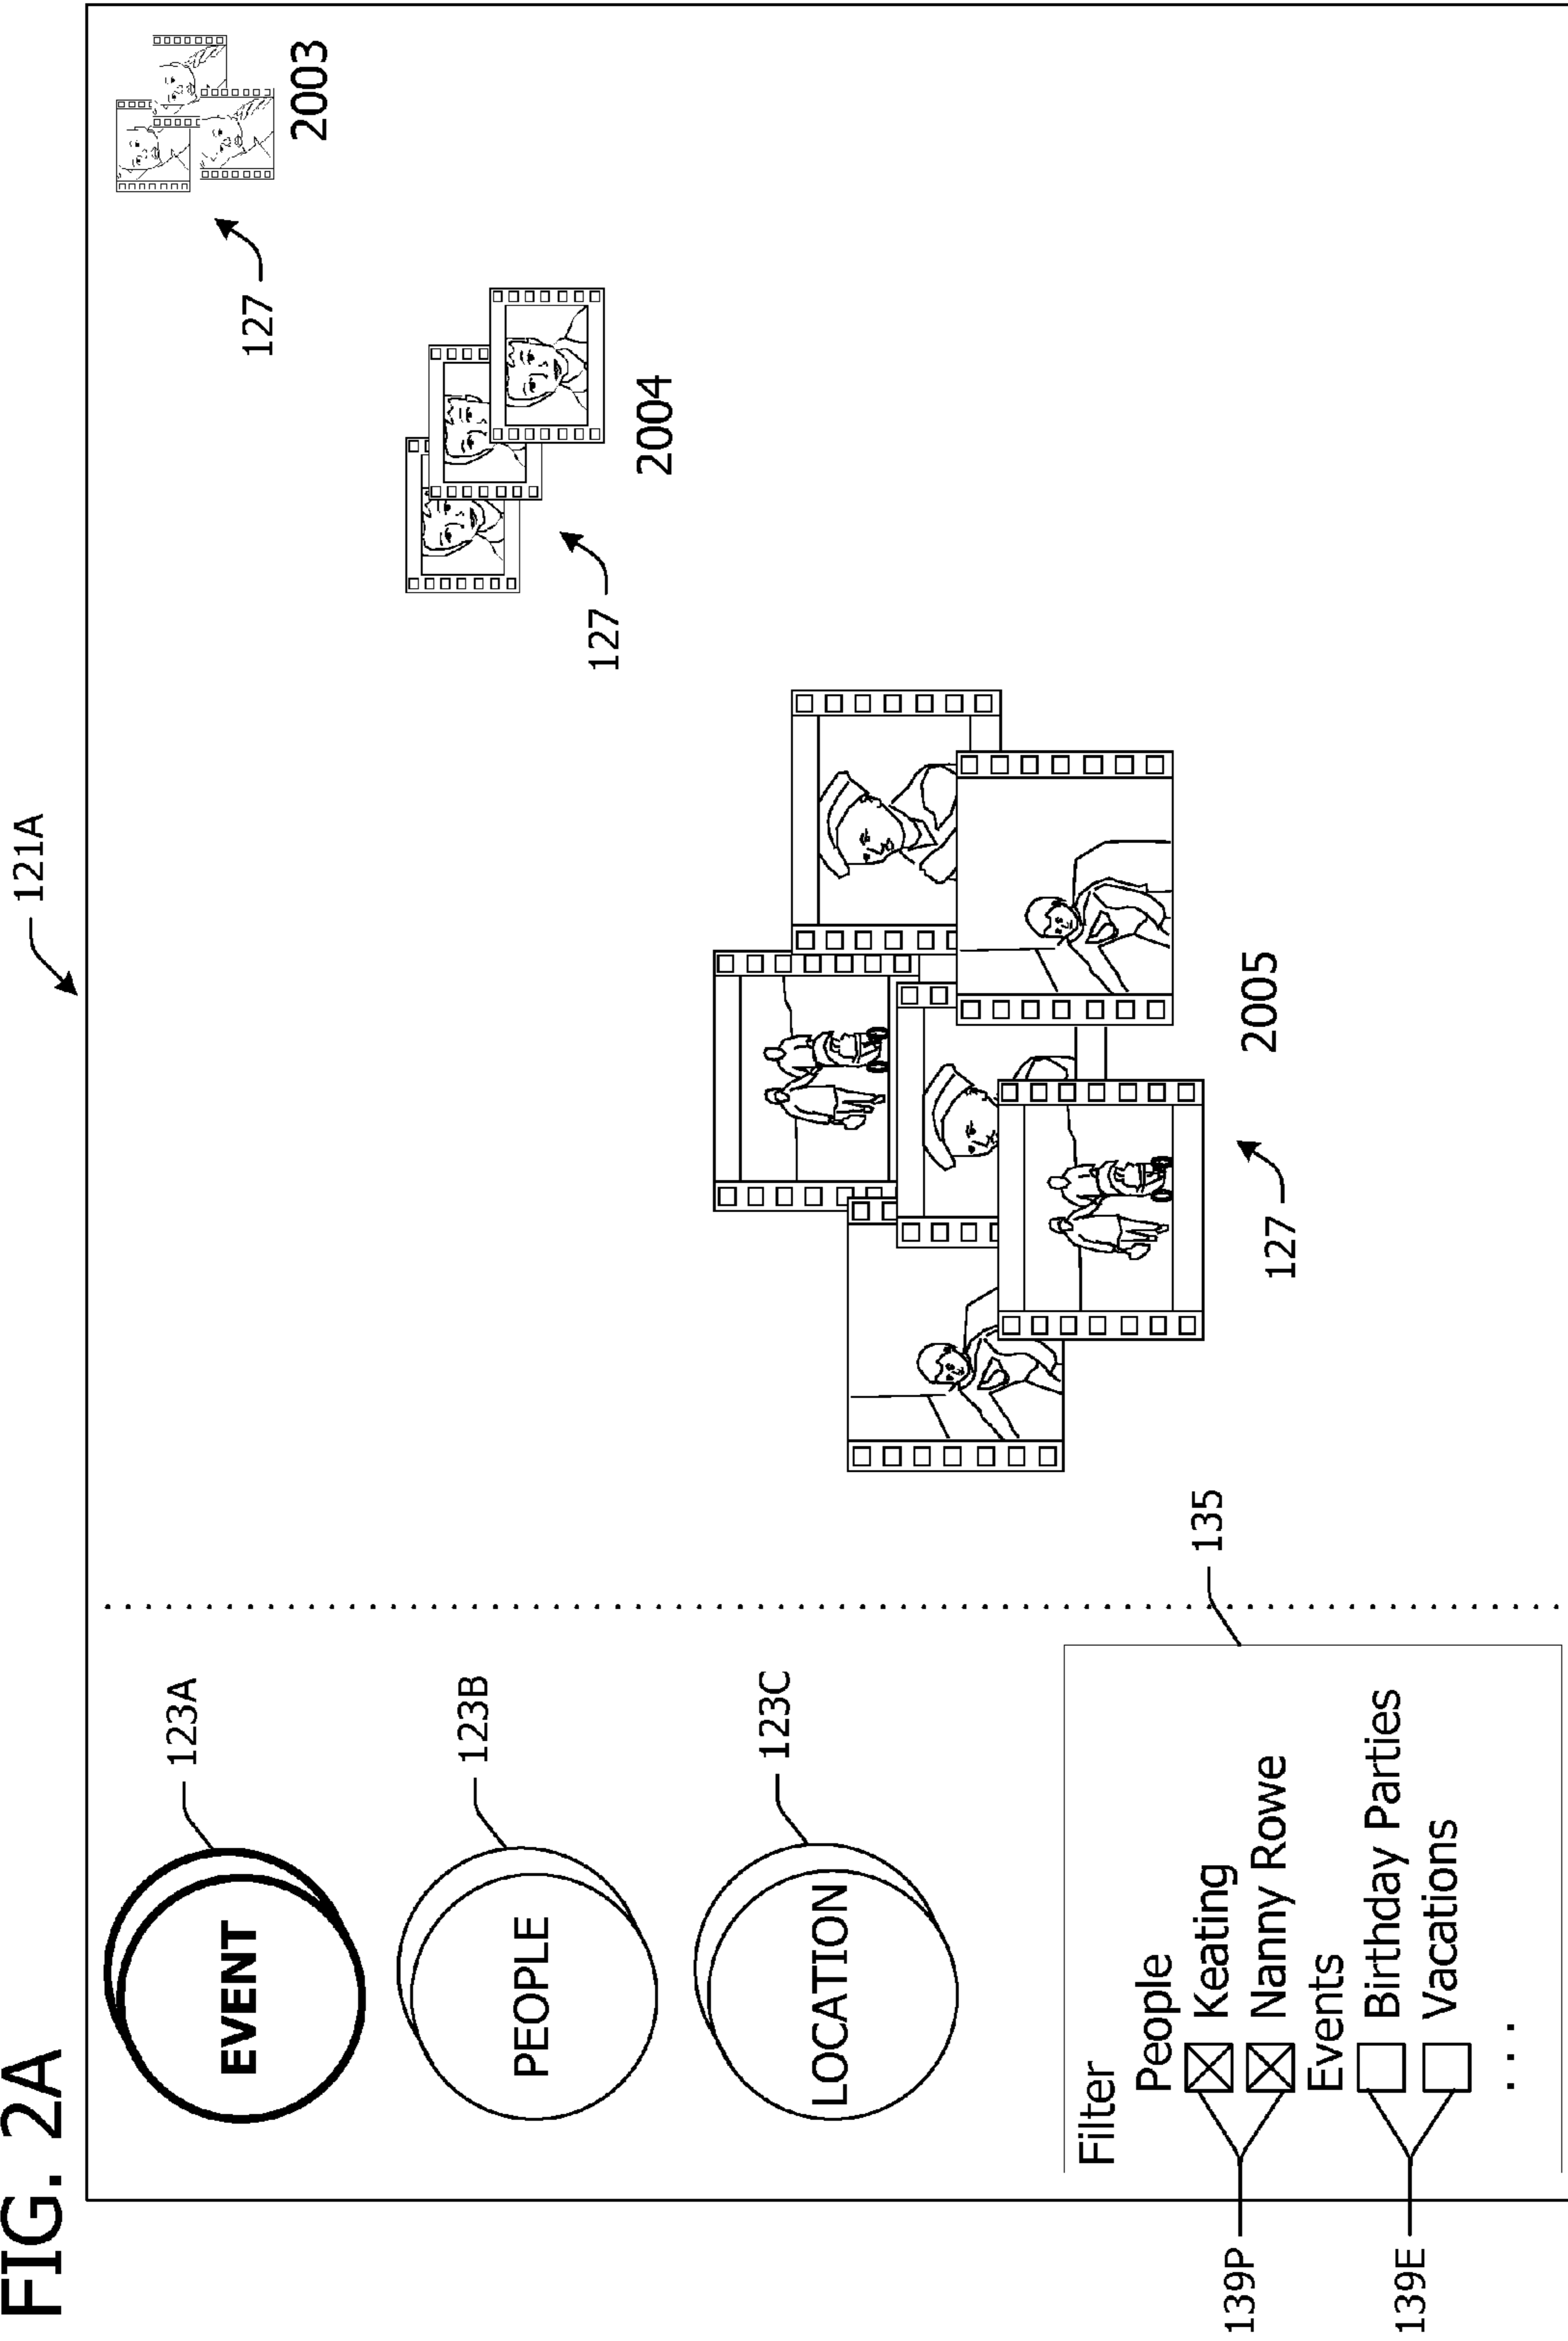 FIG. 2A
121A
EVENT
123A
PEOPLE
123B
LOCATION
123C
127
2003
127
2004
127
2005
135
Filter
People
Keating
Nanny Rowe
Events
Birthday Parties
Vacations
. . .
139P
139E